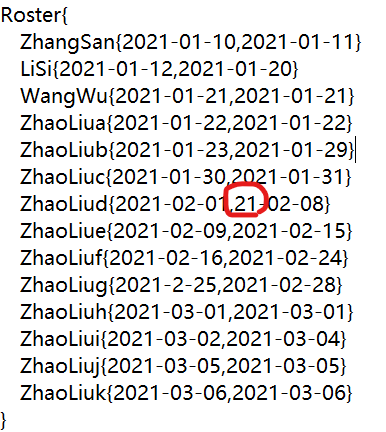 Roster{
ZhangSan{2021-01-10,2021-01-11}
LiSi{2021-01-12,2021-01-20}
WangWu{2021-01-21,2021-01-21}
ZhaoLiua{2021-01-22,2021-01-22}
ZhaoLiub{2021-01-23,2021-01-29}
ZhaoLiuc{2021-01-30,2021-01-31}
ZhaoLiud{2021-02-01,21-02-08}
ZhaoLiue{2021-02-09,2021-02-15}
ZhaoLiuf{2021-02-16,2021-02-24}
ZhaoLiug{2021-2-25,2021-02-28}
ZhaoLiuh{2021-03-01,2021-03-01}
ZhaoLiui{2021-03-02,2021-03-04}
ZhaoLiuj{2021-03-05,2021-03-05}
ZhaoLiuk{2021-03-06,2021-03-06}
}